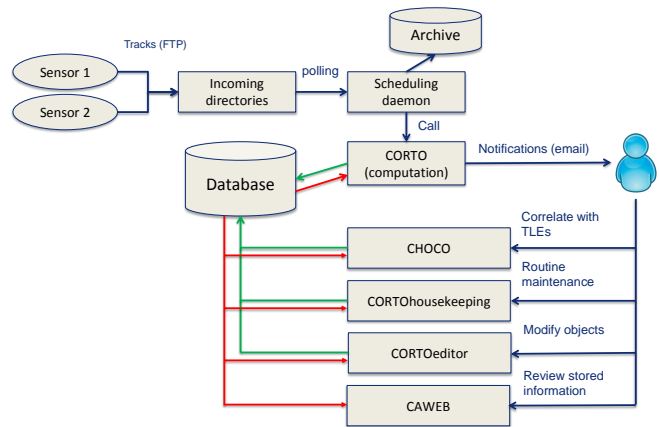 Archive
Tracks (FTP)
Sensor 1
Sensor 2
Incoming
directories
polling
Scheduling
daemon
Call
CORTO
(computation)
Notifications (email)
Database
Correlate with
TLEs
CHOCO
Routine
maintenance
CORTOhousekeeping
Modify objects
CORTOeditor
Review stored
information
CAWEB